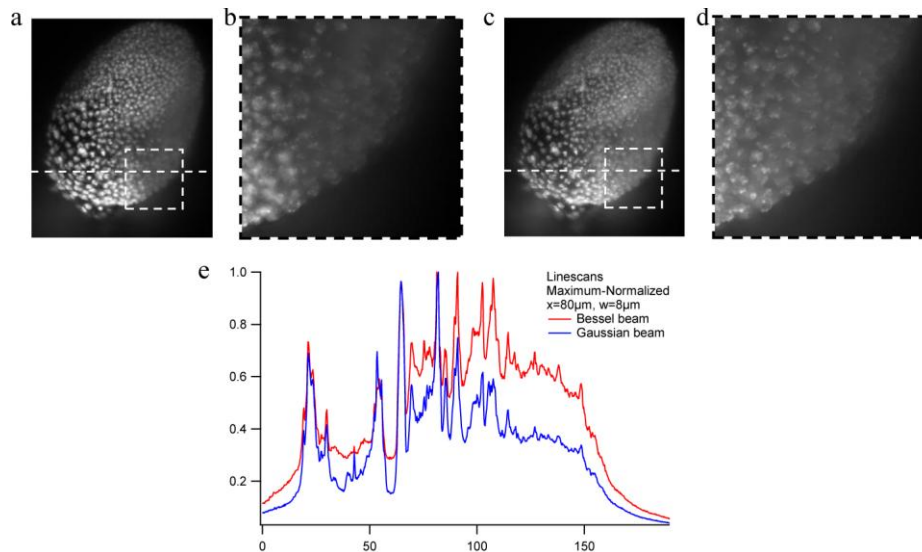 a b c d
e
1.0
0.8
0.6
0.4
0.2
0 50 100 150
Linescans
Maximum-Normalized
x=80µm, w=8µm
Bessel beam
Gaussian beam